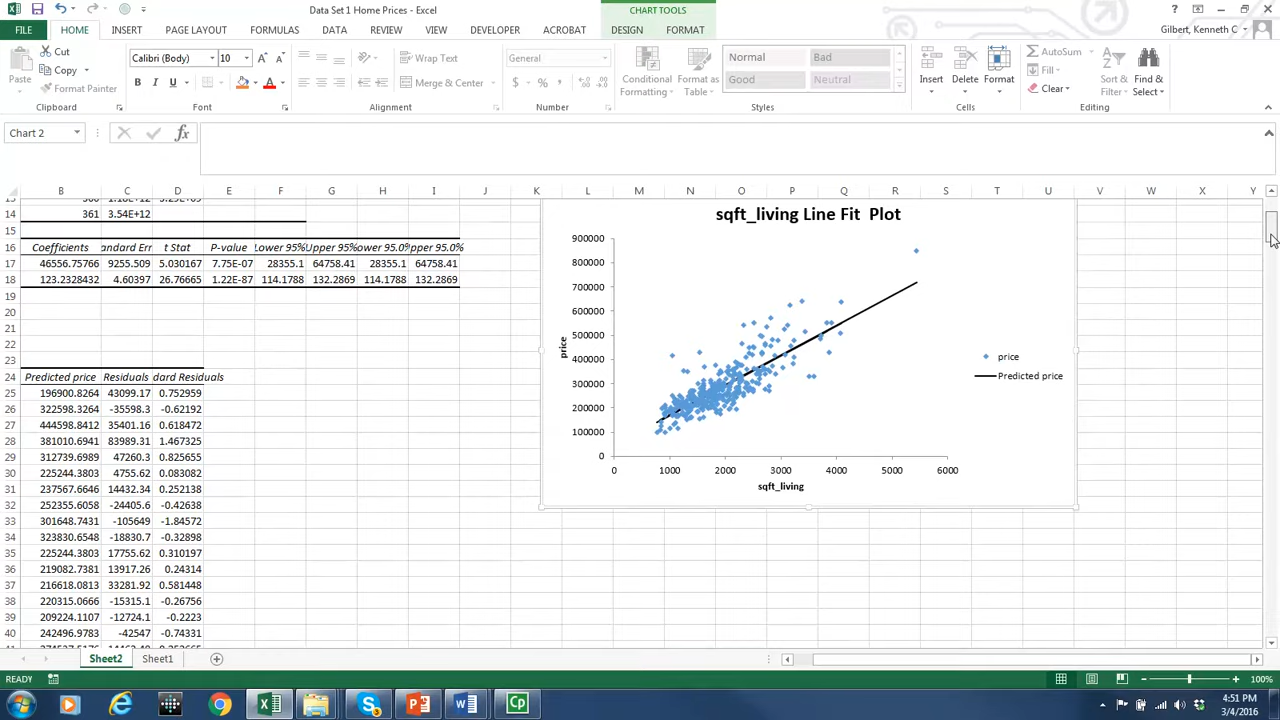 Data Set 1 Home Prices - Excel
CHART TOOLS
FILE HOME INSERT PAGE LAYOUT FORMULAS DATA REVIEW VIEW DEVELOPER ACROBAT DESIGN FORMAT Gilbert, Kenneth C
Cut
Copy
Format Painter
Paste
Clipboard
Calibri (Body)
B I U
Font
Wrap Text
Merge & Center
Alignment
General
$ %
Number
Conditional Formatting
Format as Table
Normal Bad
Good Neutral
Styles
Insert Delete Format
Cells
AutoSum
Fill
Clear
Sort & Filter
Find & Select
Editing
Chart 2
fx
B C D E F G H I J K L M N O P Q R S T U V W X Y
14 361 3.54E+12
15
16 Coefficients andard Err t Stat P-value Lower 95% Upper 95% ower 95.0% pper 95.0%
17 46556.75766 9255.509 5.030167 7.75E-07 28355.1 64758.41 28355.1 64758.41
18 123.2328432 4.60397 26.76665 1.22E-87 114.1788 132.2869 114.1788 132.2869
19
20
21
22
23
24 Predicted price Residuals dard Residuals
25 196900.8264 43099.17 0.752959
26 322598.3264 -35598.3 -0.62192
27 444598.8412 35401.16 0.618472
28 381010.6941 83989.31 1.467325
29 312739.6989 47260.3 0.825655
30 225244.3803 4755.62 0.083082
31 237567.6646 14432.34 0.252138
32 252355.6058 -24405.6 -0.42638
33 301648.7431 -105649 -1.84572
34 323830.6548 -18830.7 -0.32898
35 225244.3803 17755.62 0.310197
36 219082.7381 13917.26 0.24314
37 216618.0813 33281.92 0.581448
38 220315.0666 -15315.1 -0.26756
39 209224.1107 -12724.1 -0.2223
40 242496.9783 -42547 -0.74331
sqft_living Line Fit Plot
900000
800000
700000
600000
500000
400000
300000
200000
100000
0
price
0 1000 2000 3000 4000 5000 6000
sqft_living
price
Predicted price
Sheet2 Sheet1
READY
100%
4:51 PM
3/4/2016